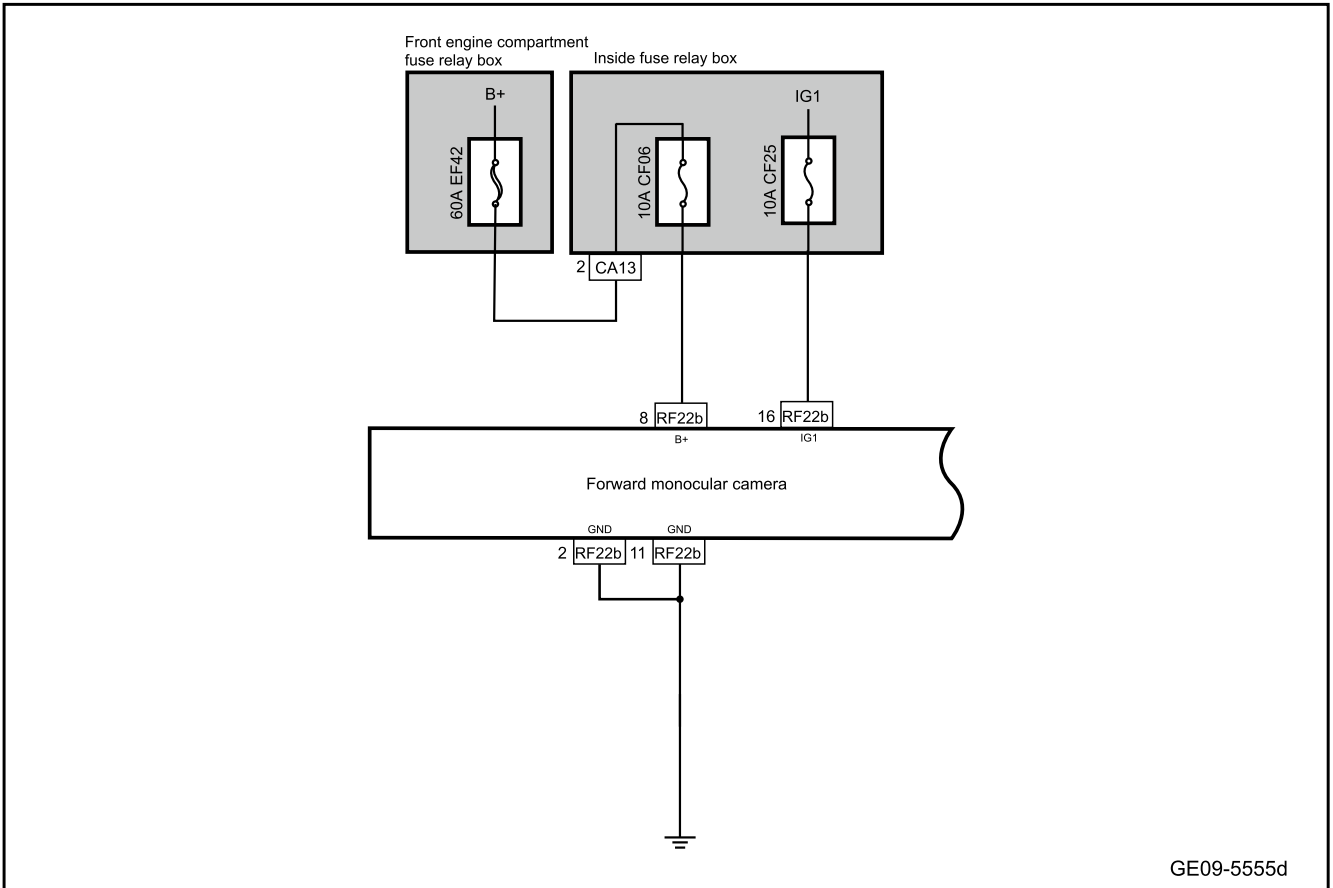 Front engine compartment
fuse relay box
Inside fuse relay box
B+
IG1
60A EF42
10A CF06
10A CF25
2 CA13
8 RF22b
16 RF22b
B+
IG1
Forward monocular camera
GND
GND
2 RF22b
11 RF22b
GE09-5555d